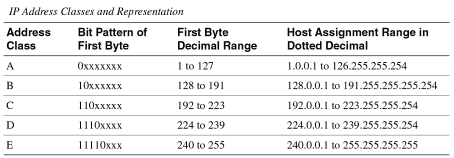 IP Address Classes and Representation
Address Class | Bit Pattern of First Byte | First Byte Decimal Range | Host Assignment Range in Dotted Decimal
A | 0xxxxxxx | 1 to 127 | 1.0.0.1 to 126.255.255.254
B | 10xxxxxx | 128 to 191 | 128.0.0.1 to 191.255.255.255.254
C | 110xxxxx | 192 to 223 | 192.0.0.1 to 223.255.255.254
D | 1110xxxx | 224 to 239 | 224.0.0.1 to 239.255.255.254
E | 11110xxx | 240 to 255 | 240.0.0.1 to 255.255.255.255